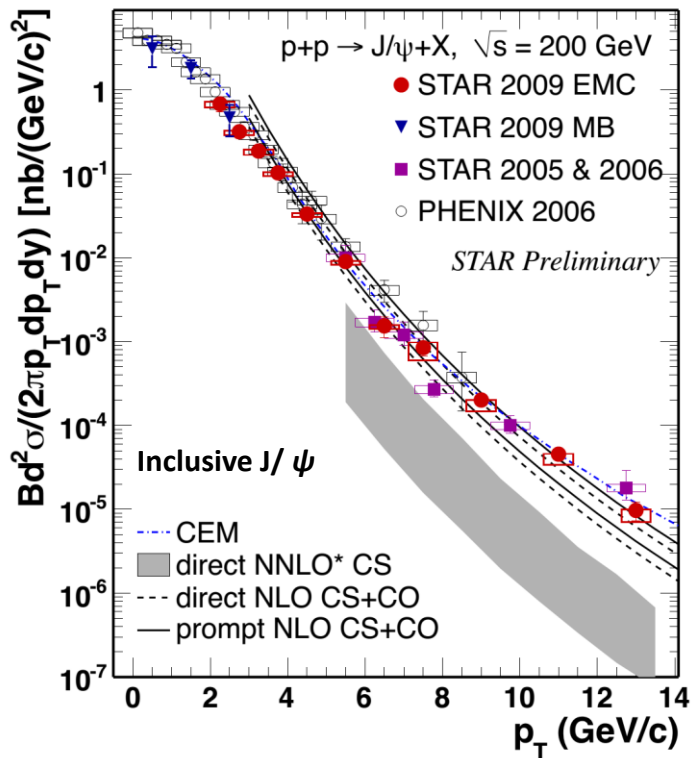 p+p → J/ψ+X, √s = 200 GeV
STAR 2009 EMC
STAR 2009 MB
STAR 2005 & 2006
PHENIX 2006
STAR Preliminary
Inclusive J/ ψ
CEM
direct NNLO* CS
direct NLO CS+CO
prompt NLO CS+CO
Bd²σ/(2πp_T dp_T dy) [nb/(GeV/c)²]
1
10⁻¹
10⁻²
10⁻³
10⁻⁴
10⁻⁵
10⁻⁶
10⁻⁷
0 2 4 6 8 10 12 14
p_T (GeV/c)